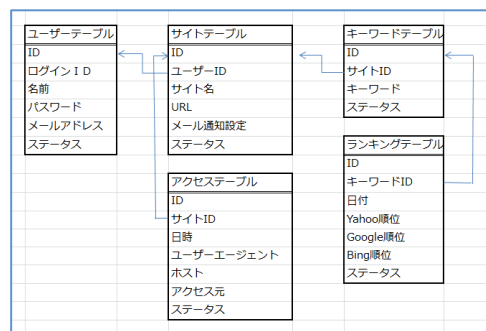 ユーザーテーブル
ID
ログインＩＤ
名前
パスワード
メールアドレス
ステータス
サイトテーブル
ID
ユーザーID
サイト名
URL
メール通知設定
ステータス
キーワードテーブル
ID
サイトID
キーワード
ステータス
アクセステーブル
ID
サイトID
日時
ユーザーエージェント
ホスト
アクセス元
ステータス
ランキングテーブル
ID
キーワードID
日付
Yahoo順位
Google順位
Bing順位
ステータス